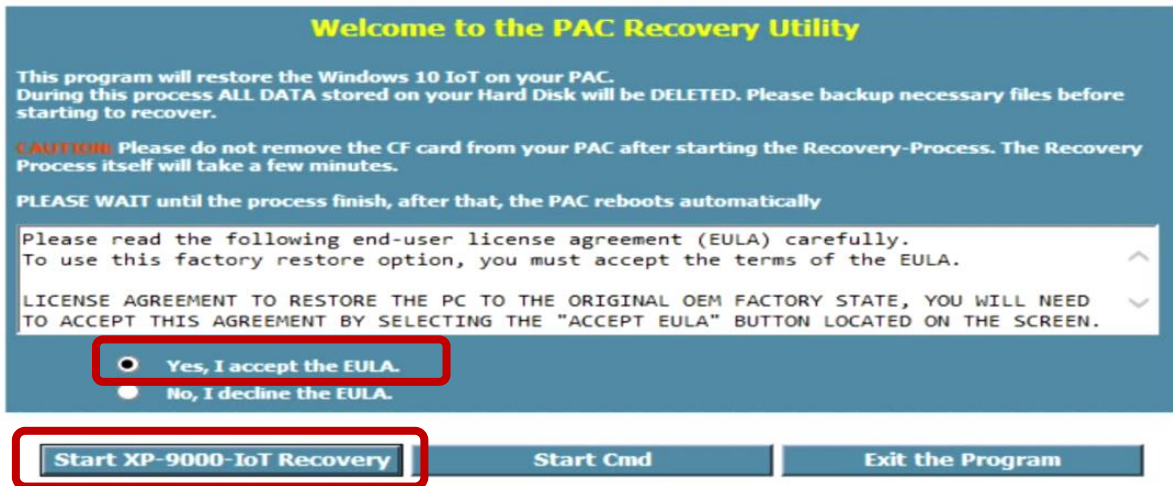 Welcome to the PAC Recovery Utility
This program will restore the Windows 10 IoT on your PAC.
During this process ALL DATA stored on your Hard Disk will be DELETED. Please backup necessary files before
starting to recover.
CAUTION: Please do not remove the CF card from your PAC after starting the Recovery-Process. The Recovery
Process itself will take a few minutes.
PLEASE WAIT until the process finish, after that, the PAC reboots automatically
Please read the following end-user license agreement (EULA) carefully.
To use this factory restore option, you must accept the terms of the EULA.
LICENSE AGREEMENT TO RESTORE THE PC TO THE ORIGINAL OEM FACTORY STATE, YOU WILL NEED
TO ACCEPT THIS AGREEMENT BY SELECTING THE "ACCEPT EULA" BUTTON LOCATED ON THE SCREEN.
Yes, I accept the EULA.
No, I decline the EULA.
Start XP-9000-IoT Recovery Start Cmd Exit the Program